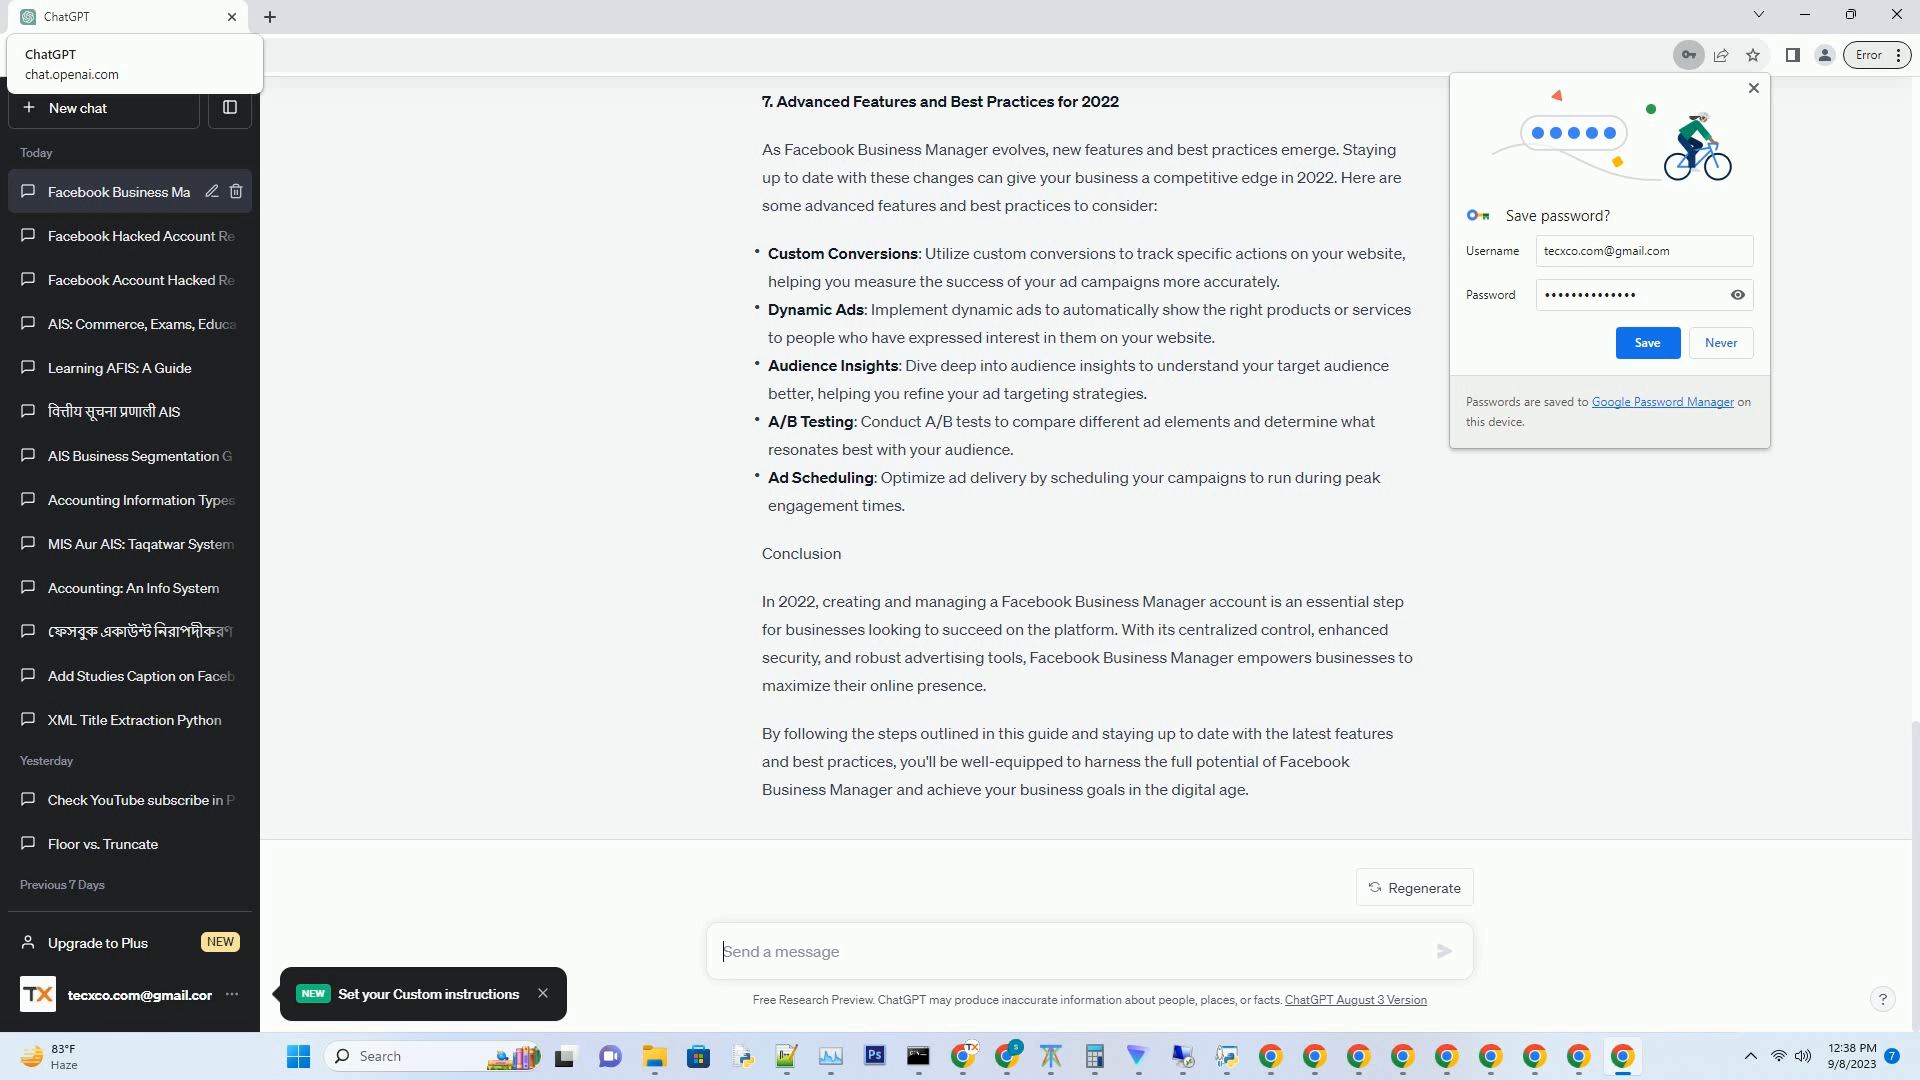 ChatGPT
ChatGPT
chat.openai.com
Error
New chat
Today
Facebook Business Ma
Facebook Hacked Account Re
Facebook Account Hacked Re
AIS: Commerce, Exams, Educa
Learning AFIS: A Guide
वित्तीय सूचना प्रणाली AIS
AIS Business Segmentation G
Accounting Information Types
MIS Aur AIS: Taqatwar System
Accounting: An Info System
ফেসবুক একাউন্ট নিরাপদীকরণ
Add Studies Caption on Faceb
XML Title Extraction Python
Yesterday
Check YouTube subscribe in P
Floor vs. Truncate
Previous 7 Days
Upgrade to Plus NEW
TX tecxco.com@gmail.cor
7. Advanced Features and Best Practices for 2022
As Facebook Business Manager evolves, new features and best practices emerge. Staying
up to date with these changes can give your business a competitive edge in 2022. Here are
some advanced features and best practices to consider:
• Custom Conversions: Utilize custom conversions to track specific actions on your website,
helping you measure the success of your ad campaigns more accurately.
• Dynamic Ads: Implement dynamic ads to automatically show the right products or services
to people who have expressed interest in them on your website.
• Audience Insights: Dive deep into audience insights to understand your target audience
better, helping you refine your ad targeting strategies.
• A/B Testing: Conduct A/B tests to compare different ad elements and determine what
resonates best with your audience.
• Ad Scheduling: Optimize ad delivery by scheduling your campaigns to run during peak
engagement times.
Conclusion
In 2022, creating and managing a Facebook Business Manager account is an essential step
for businesses looking to succeed on the platform. With its centralized control, enhanced
security, and robust advertising tools, Facebook Business Manager empowers businesses to
maximize their online presence.
By following the steps outlined in this guide and staying up to date with the latest features
and best practices, you'll be well-equipped to harness the full potential of Facebook
Business Manager and achieve your business goals in the digital age.
Save password?
Username tecxco.com@gmail.com
Password ••••••••••••••
Save Never
Passwords are saved to Google Password Manager on
this device.
Regenerate
Send a message
NEW Set your Custom instructions
Free Research Preview. ChatGPT may produce inaccurate information about people, places, or facts. ChatGPT August 3 Version
?
83°F
Haze
Search
Ps
TX
S
12:38 PM
9/8/2023
7